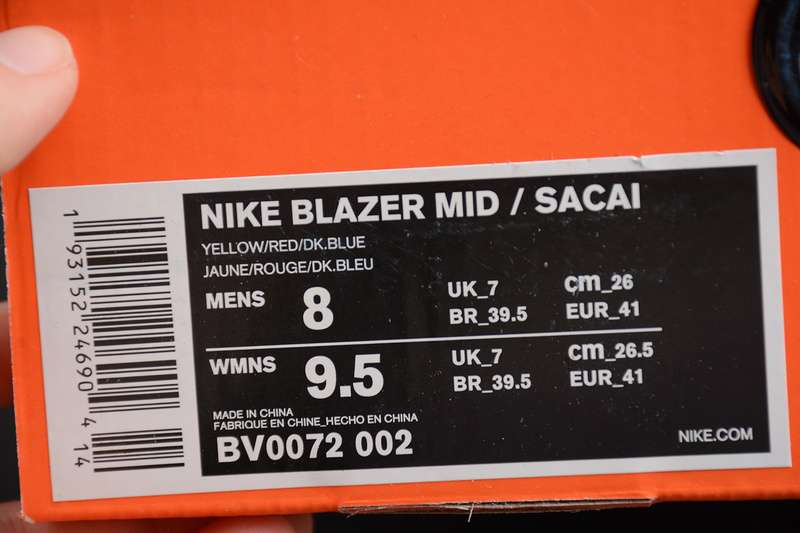 NIKE BLAZER MID / SACAI
YELLOW/RED/DK.BLUE
JAUNE/ROUGE/DK.BLEU
MENS 8 UK_7 cm_26
BR_39.5 EUR_41
WMNS 9.5 UK_7 cm_26.5
BR_39.5 EUR_41
MADE IN CHINA
FABRIQUE EN CHINE_HECHO EN CHINA
BV0072 002
NIKE.COM
1 93152 24690 4 14